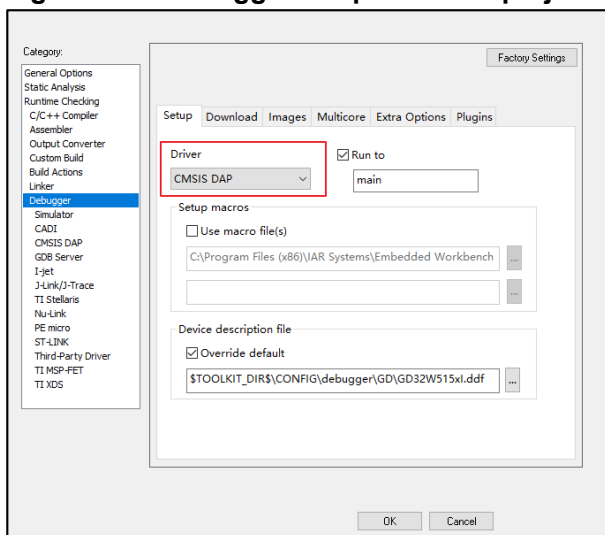 Category:
Factory Settings
General Options
Static Analysis
Runtime Checking
C/C++ Compiler
Assembler
Output Converter
Custom Build
Build Actions
Linker
Debugger
Simulator
CADI
CMSIS DAP
GDB Server
I-jet
J-Link/J-Trace
TI Stellaris
Nu-Link
PE micro
ST-LINK
Third-Party Driver
TI MSP-FET
TI XDS
Setup Download Images Multicore Extra Options Plugins
Driver
Run to
CMSIS DAP
main
Setup macros
Use macro file(s)
C:\Program Files (x86)\IAR Systems\Embedded Workbench
...
...
Device description file
Override default
$TOOLKIT_DIR$\CONFIG\debugger\GD\GD32W515xI.ddf
...
OK Cancel